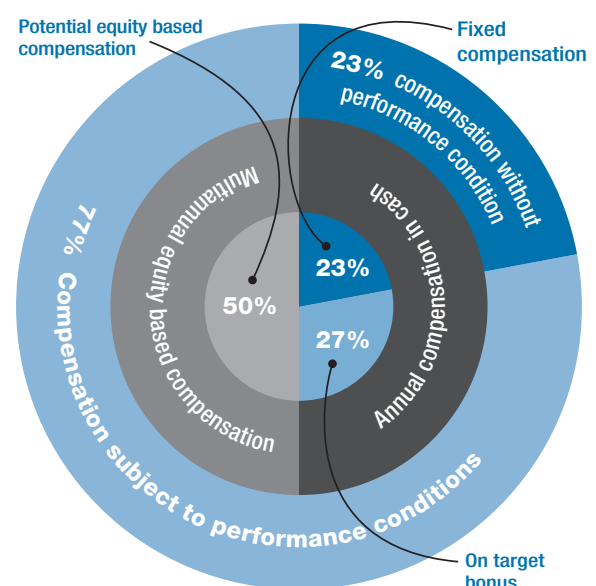 Potential equity based
compensation
Fixed
compensation
23% compensation without
performance condition
Multiannual equity based compensation
Annual compensation in cash
23%
50%
27%
77% Compensation subject to performance conditions
On target
bonus